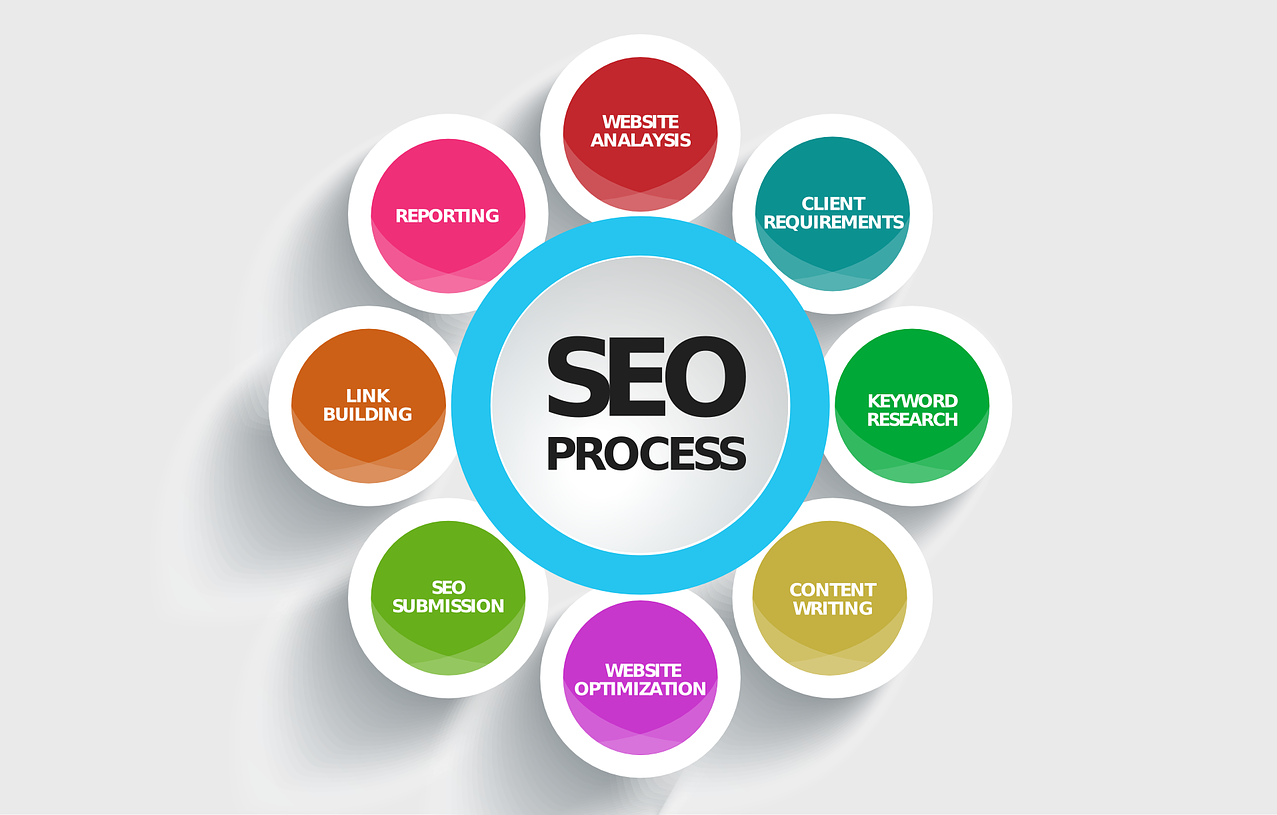 WEBSITE
ANALAYSIS
CLIENT
REQUIREMENTS
KEYWORD
RESEARCH
CONTENT
WRITING
WEBSITE
OPTIMIZATION
SEO
SUBMISSION
LINK
BUILDING
REPORTING
SEO
PROCESS